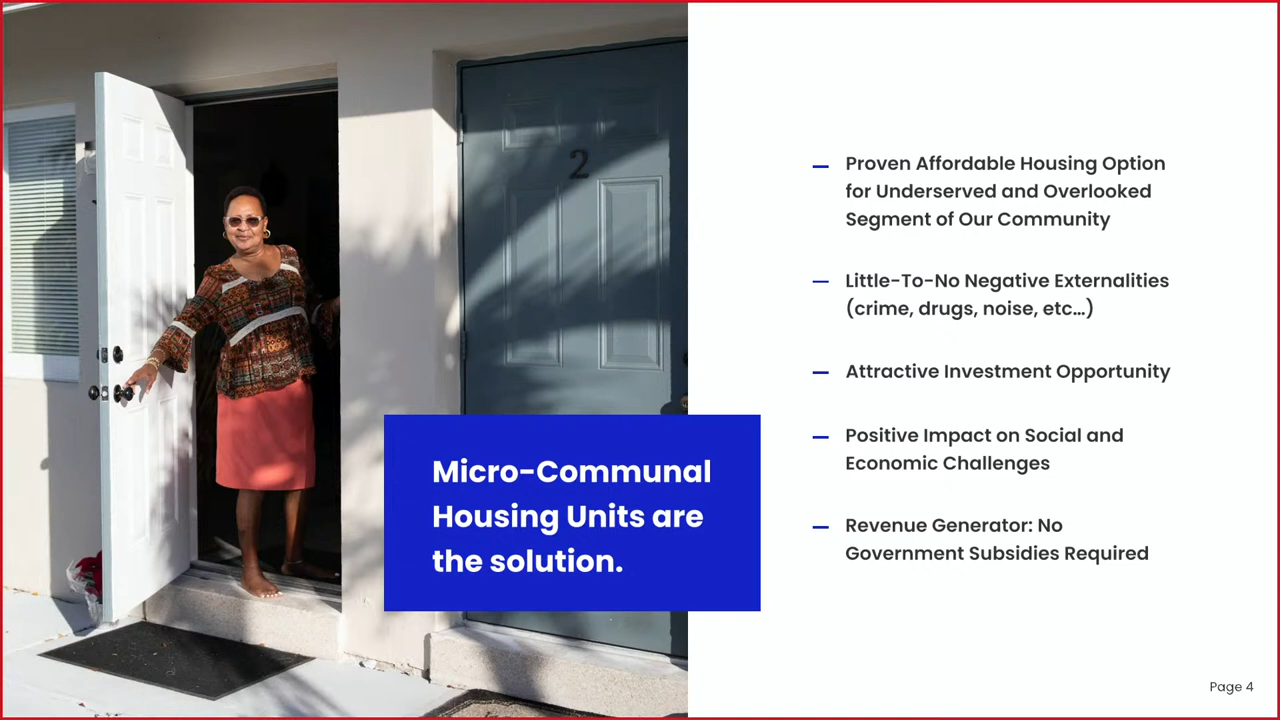 2
Micro-Communal
Housing Units are
the solution.
Proven Affordable Housing Option
for Underserved and Overlooked
Segment of Our Community
Little-To-No Negative Externalities
(crime, drugs, noise, etc...)
Attractive Investment Opportunity
Positive Impact on Social and
Economic Challenges
Revenue Generator: No
Government Subsidies Required
Page 4